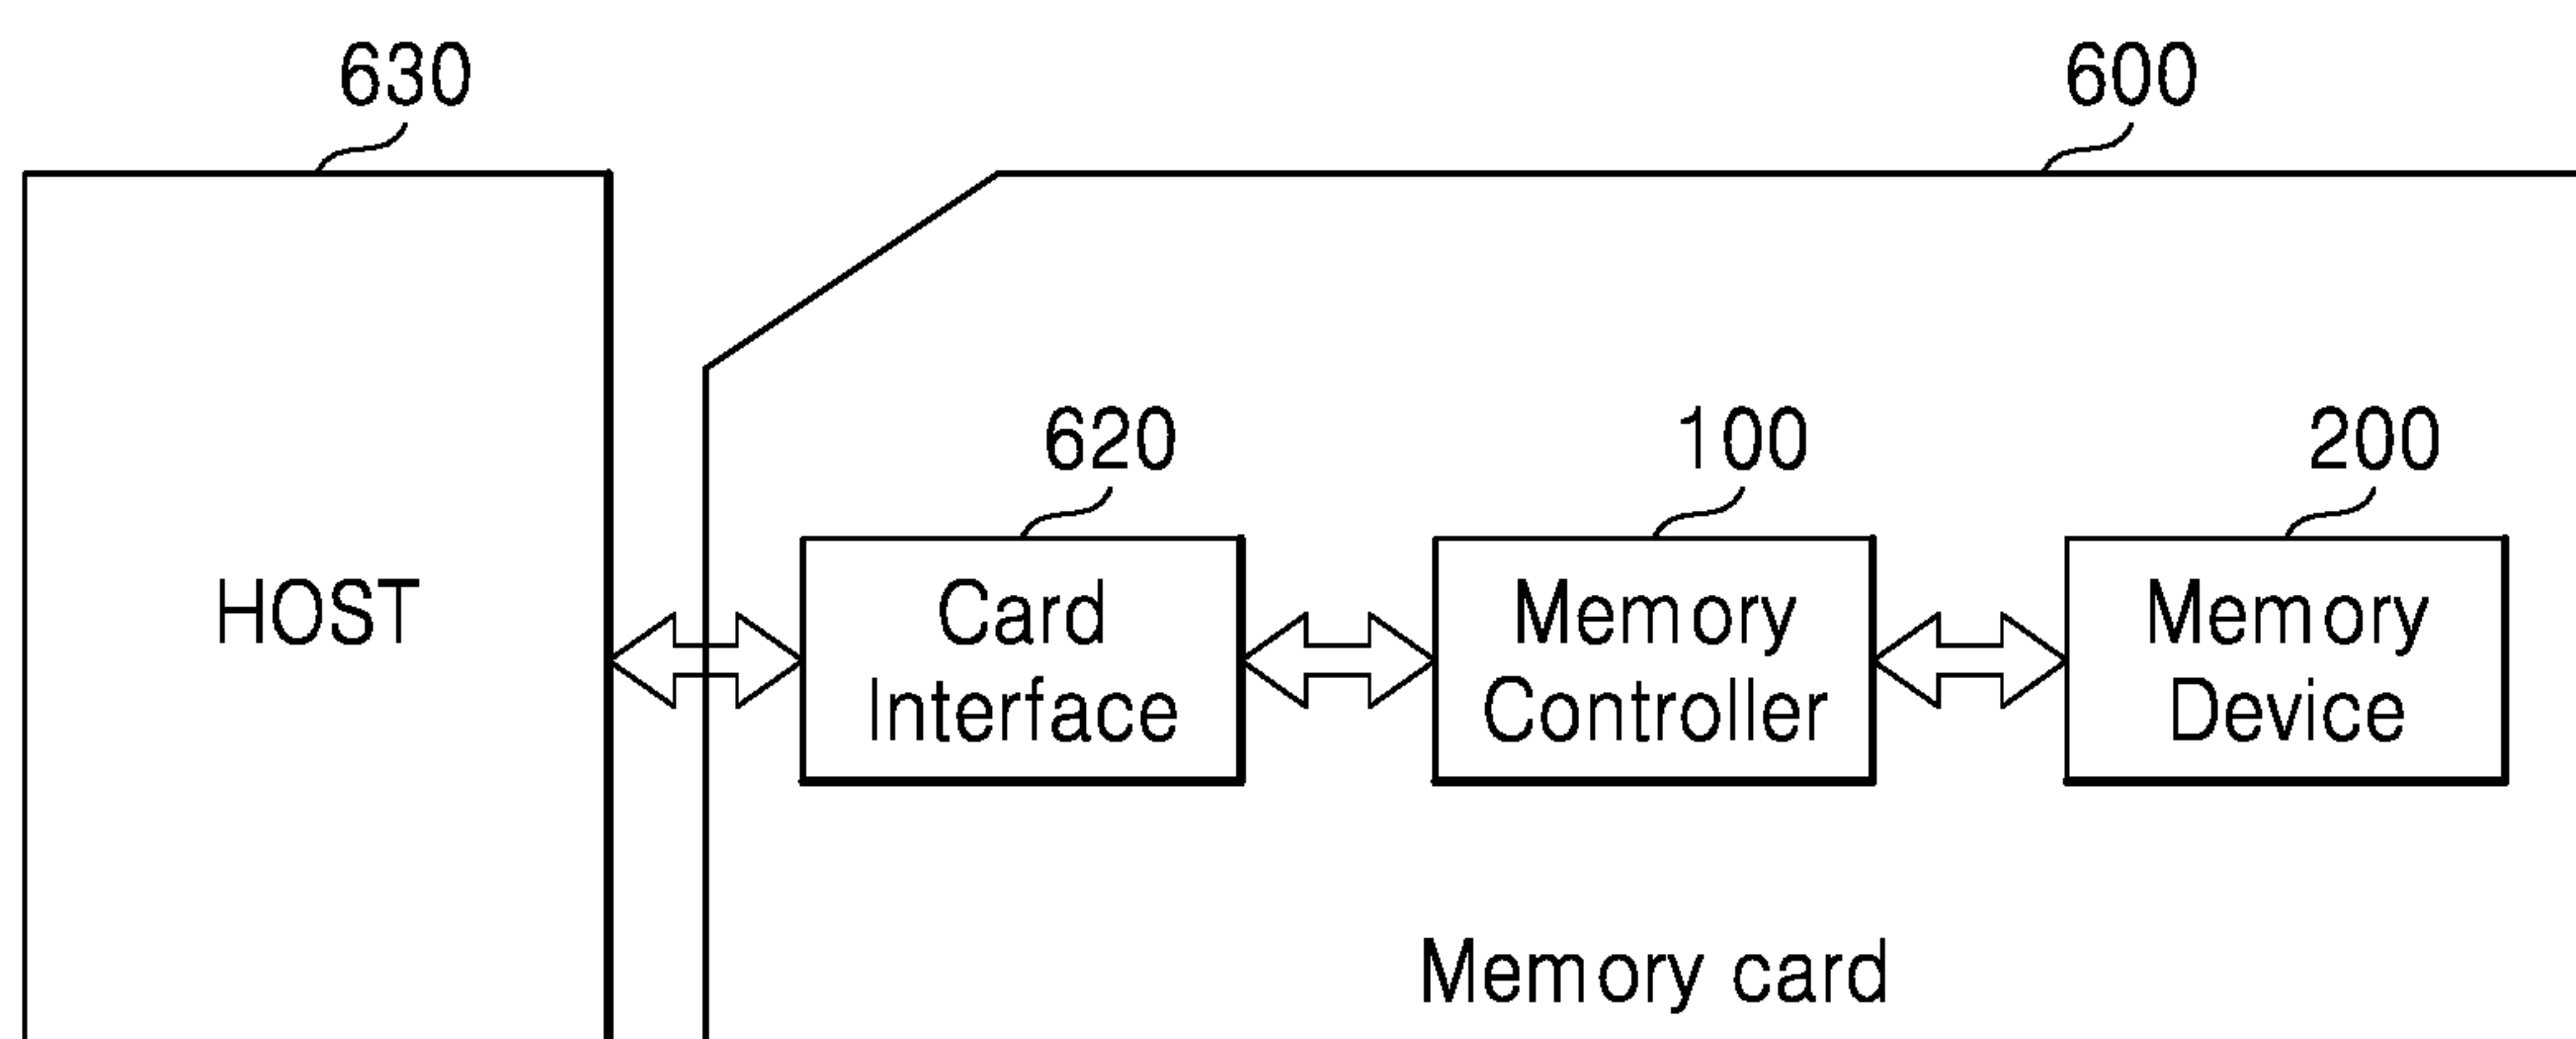 630
600
620
100
200
HOST
Card
Interface
Memory
Controller
Memory
Device
Memory card